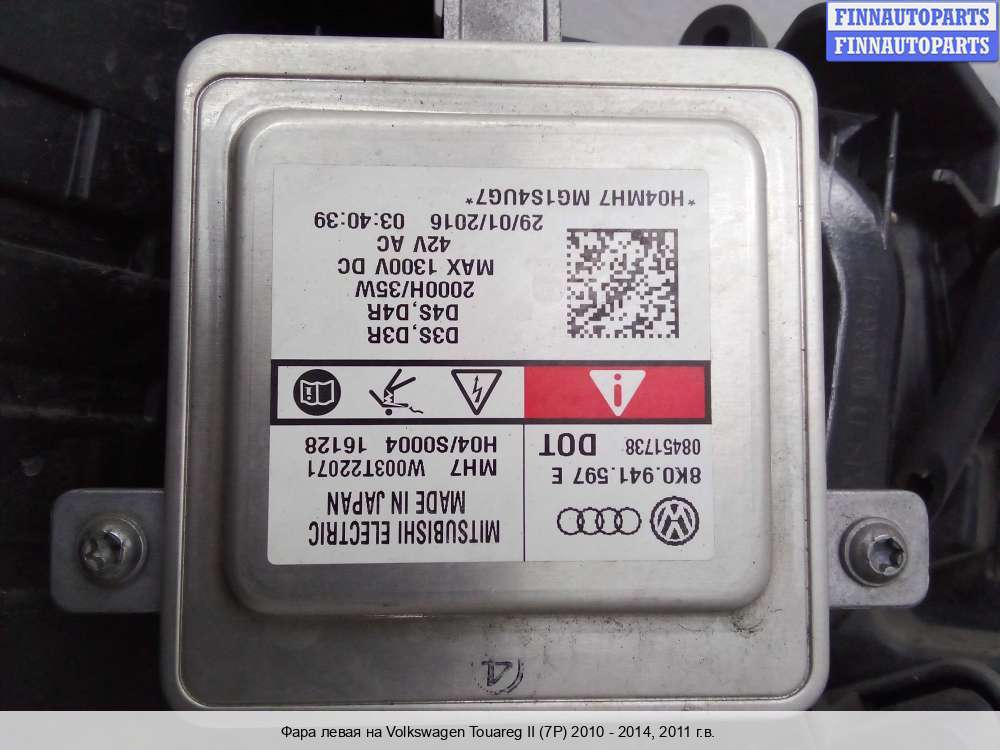 FINNAUTOPARTS
FINNAUTOPARTS
MITSUBISHI ELECTRIC
MADE IN JAPAN
8K0.941.597 E
MH7 W003T22071
08451738 DOT
H04/S0004 16128
D3S,D3R
D4S,D4R
2000H/35W
MAX 1300V DC
42V AC
29/01/2016 03:40:39
*H04MH7 MG1S4UG7*
Фара левая на Volkswagen Touareg II (7P) 2010 - 2014, 2011 г.в.